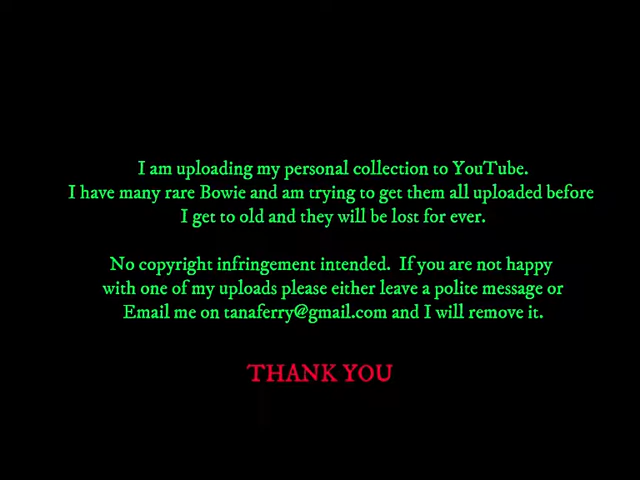 I am uploading my personal collection to YouTube.
I have many rare Bowie and am trying to get them all uploaded before
I get to old and they will be lost for ever.
No copyright infringement intended.  If you are not happy
with one of my uploads please either leave a polite message or
Email me on tanaferry@gmail.com and I will remove it.
THANK YOU